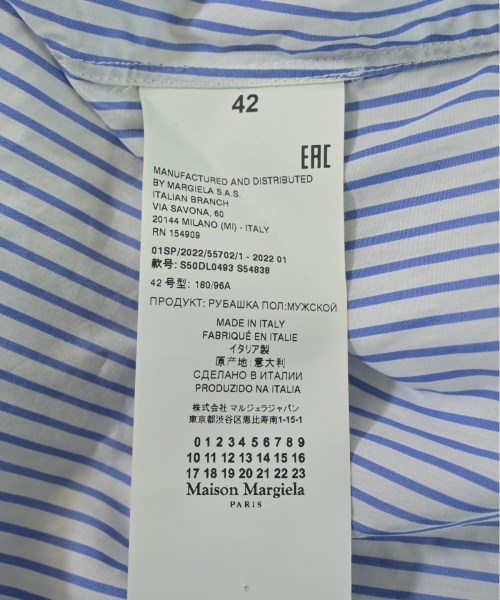 42
EAC
MANUFACTURED AND DISTRIBUTED
BY MARGIELA S.A.S.
ITALIAN BRANCH
VIA SAVONA, 60
20144 MILANO (MI) - ITALY
RN 154909
01SP/2022/55702/1 - 2022 01
款号: S50DL0493 S54838
42 号型: 180/96A
ПРОДУКТ: РУБАШКА ПОЛ:МУЖСКОЙ
MADE IN ITALY
FABRIQUÉ EN ITALIE
イタリア製
原产地:意大利
СДЕЛАНО В ИТАЛИИ
PRODUZIDO NA ITALIA
株式会社 マルジェラジャパン
東京都渋谷区恵比寿南1-15-1
0 1 2 3 4 5 6 7 8 9
10 11 12 13 14 15 16
17 18 19 20 21 22 23
Maison Margiela
PARIS